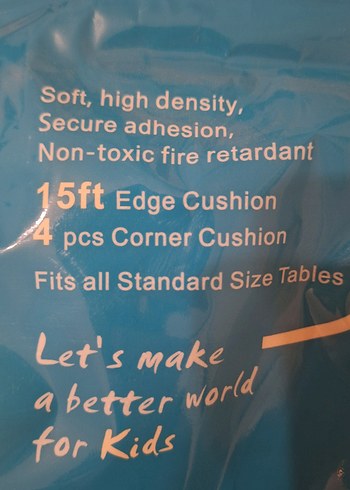 Soft, high density,
Secure adhesion,
Non-toxic fire retardant
15ft Edge Cushion
4 pcs Corner Cushion
Fits all Standard Size Tables
Let's make
a better world
for Kids